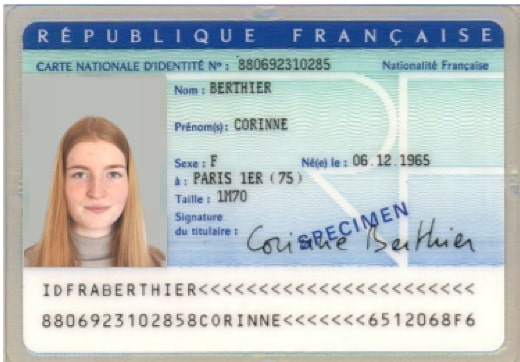 RÉPUBLIQUE FRANÇAISE
CARTE NATIONALE D'IDENTITÉ Nº : 880692310285 Nationalité Française
Nom : BERTHIER
Prénom(s) : CORINNE
Sexe : F Né(e) le : 06.12.1965
à : PARIS 1ER (75)
Taille : 1M70
Signature
du titulaire : Corinne Berthier
SPECIMEN
IDFRABERTHIER<<<<<<<<<<<<<<<<<<<<<<<
8806923102858CORINNE<<<<<<<6512068F6